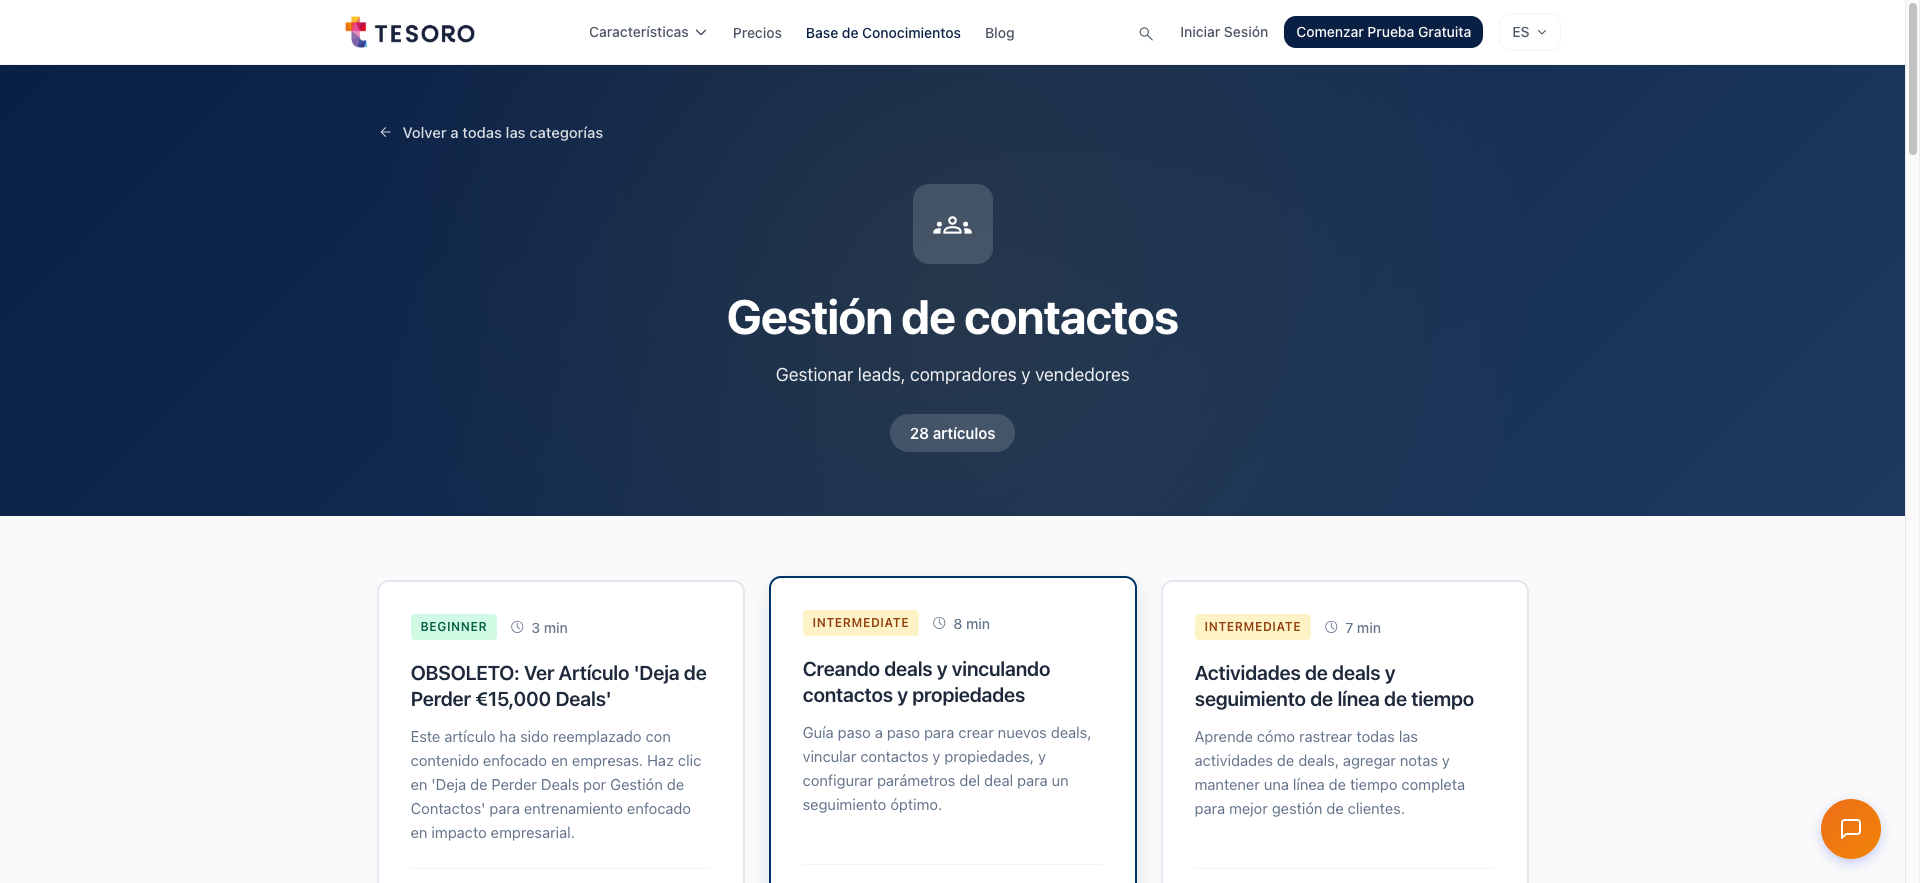 TESORO
Características
Precios
Base de Conocimientos
Blog
Iniciar Sesión
Comenzar Prueba Gratuita
ES
Volver a todas las categorías
Gestión de contactos
Gestionar leads, compradores y vendedores
28 artículos
BEGINNER
3 min
OBSOLETO: Ver Artículo 'Deja de
Perder €15,000 Deals'
Este artículo ha sido reemplazado con
contenido enfocado en empresas. Haz clic
en 'Deja de Perder Deals por Gestión de
Contactos' para entrenamiento enfocado
en impacto empresarial.
INTERMEDIATE
8 min
Creando deals y vinculando
contactos y propiedades
Guía paso a paso para crear nuevos deals,
vincular contactos y propiedades, y
configurar parámetros del deal para un
seguimiento óptimo.
INTERMEDIATE
7 min
Actividades de deals y
seguimiento de línea de tiempo
Aprende cómo rastrear todas las
actividades de deals, agregar notas y
mantener una línea de tiempo completa
para mejor gestión de clientes.